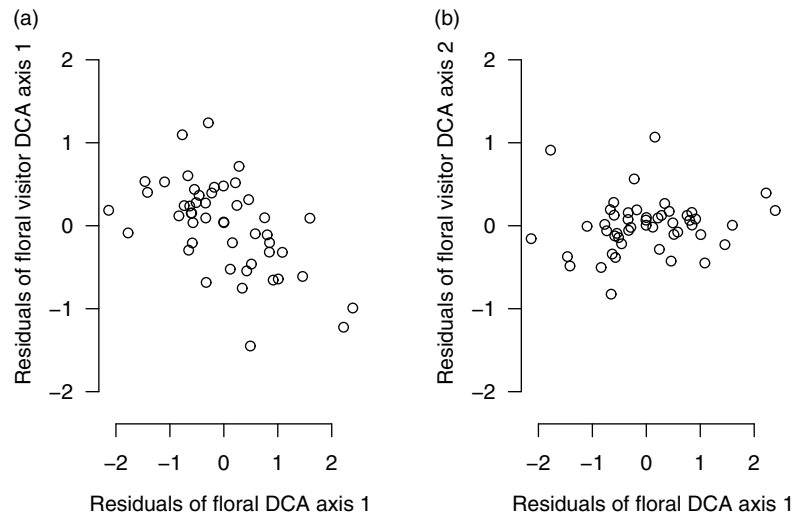 (a)
Residuals of floral visitor DCA axis 1
2
1
0
−1
−2
−2 −1 0 1 2
Residuals of floral DCA axis 1
(b)
Residuals of floral visitor DCA axis 2
2
1
0
−1
−2
−2 −1 0 1 2
Residuals of floral DCA axis 1